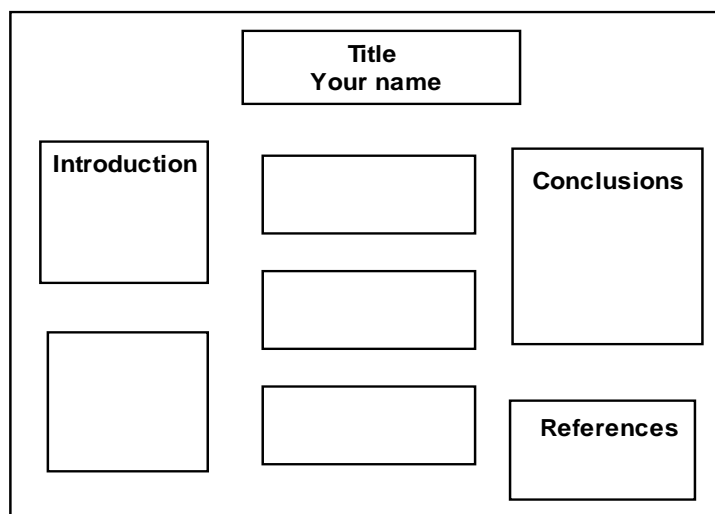 Title
Your name
Introduction
Conclusions
References